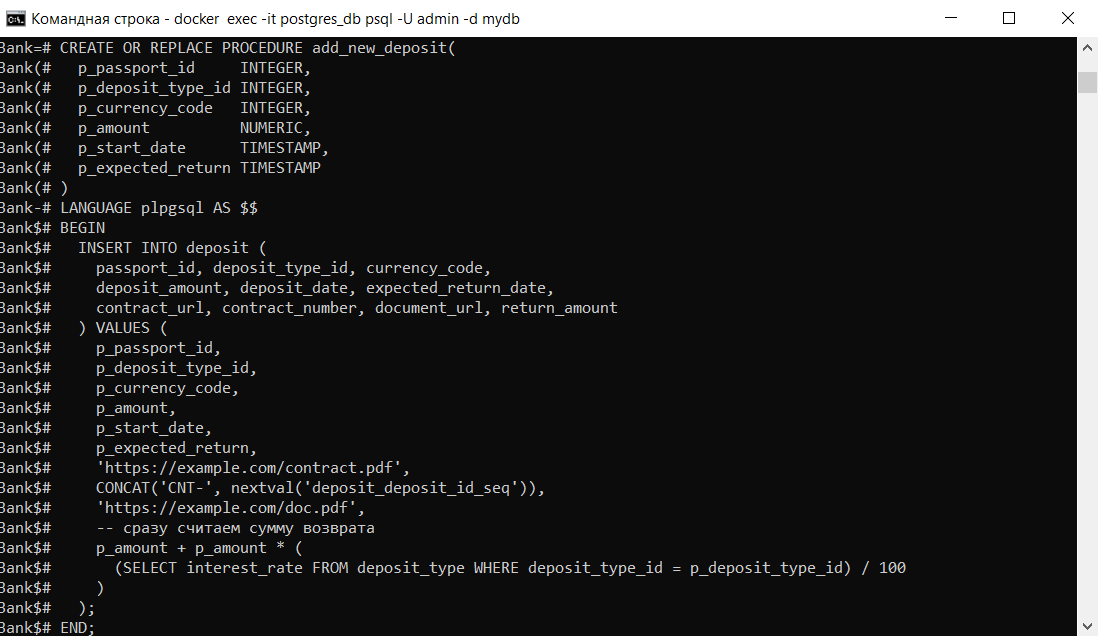 Командная строка - docker  exec -it postgres_db psql -U admin -d mydb
Bank=# CREATE OR REPLACE PROCEDURE add_new_deposit(
Bank(#   p_passport_id     INTEGER,
Bank(#   p_deposit_type_id INTEGER,
Bank(#   p_currency_code   INTEGER,
Bank(#   p_amount          NUMERIC,
Bank(#   p_start_date      TIMESTAMP,
Bank(#   p_expected_return TIMESTAMP
Bank(# )
Bank-# LANGUAGE plpgsql AS $$
Bank$# BEGIN
Bank$#   INSERT INTO deposit (
Bank$#     passport_id, deposit_type_id, currency_code,
Bank$#     deposit_amount, deposit_date, expected_return_date,
Bank$#     contract_url, contract_number, document_url, return_amount
Bank$#   ) VALUES (
Bank$#     p_passport_id,
Bank$#     p_deposit_type_id,
Bank$#     p_currency_code,
Bank$#     p_amount,
Bank$#     p_start_date,
Bank$#     p_expected_return,
Bank$#     'https://example.com/contract.pdf',
Bank$#     CONCAT('CNT-', nextval('deposit_deposit_id_seq')),
Bank$#     'https://example.com/doc.pdf',
Bank$#     -- сразу считаем сумму возврата
Bank$#     p_amount + p_amount * (
Bank$#       (SELECT interest_rate FROM deposit_type WHERE deposit_type_id = p_deposit_type_id) / 100
Bank$#     )
Bank$#   );
Bank$# END;